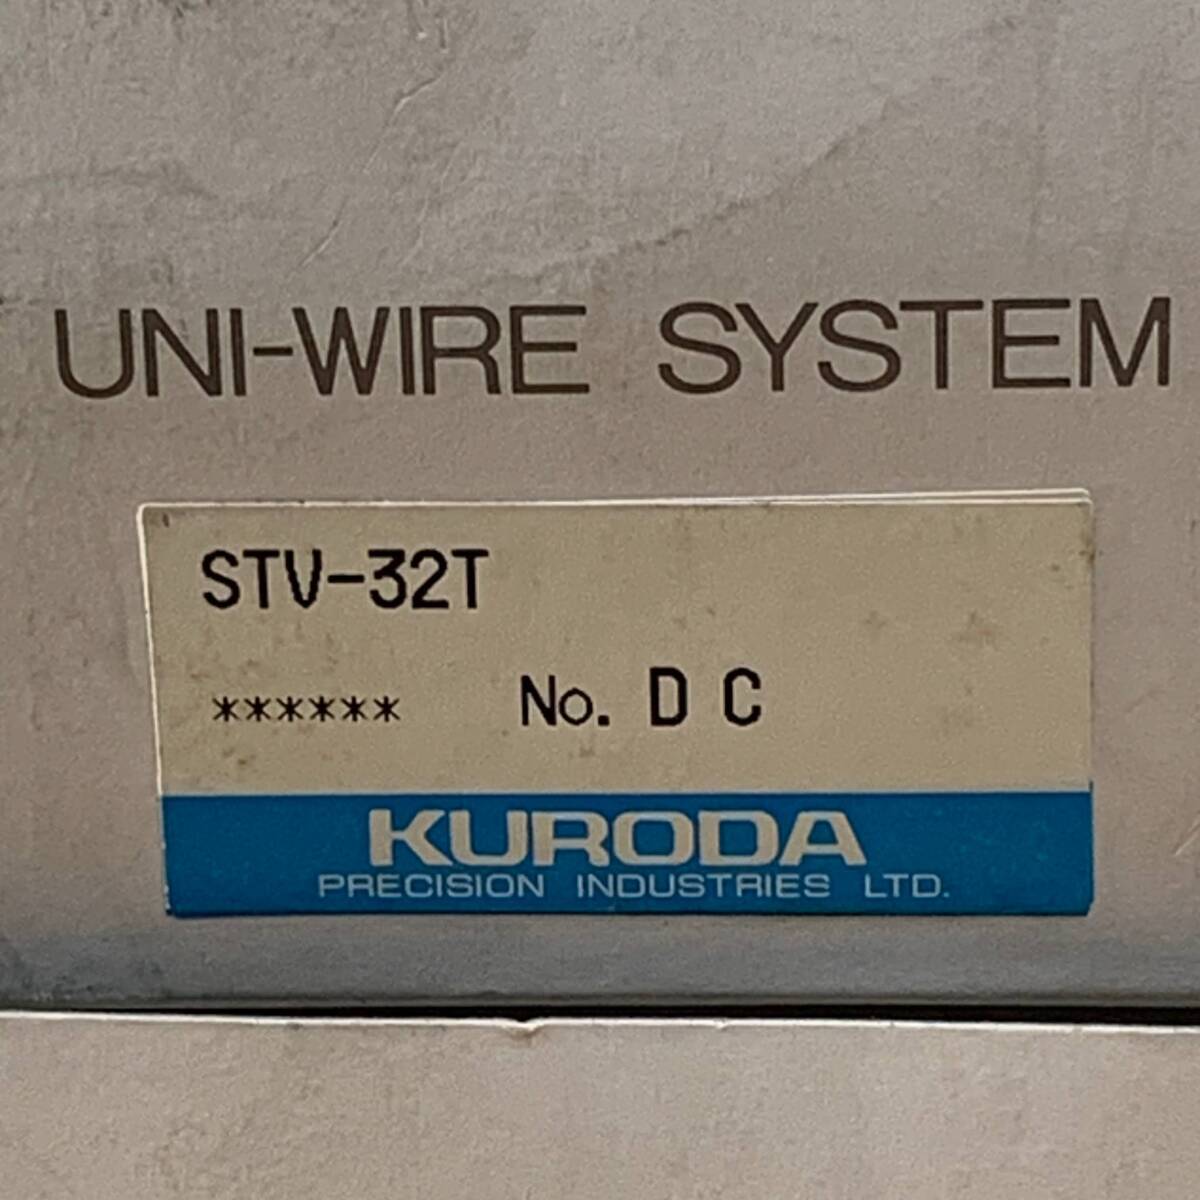 UNI-WIRE SYSTEM
STV-32T
****** No. D C
KURODA
PRECISION INDUSTRIES LTD.